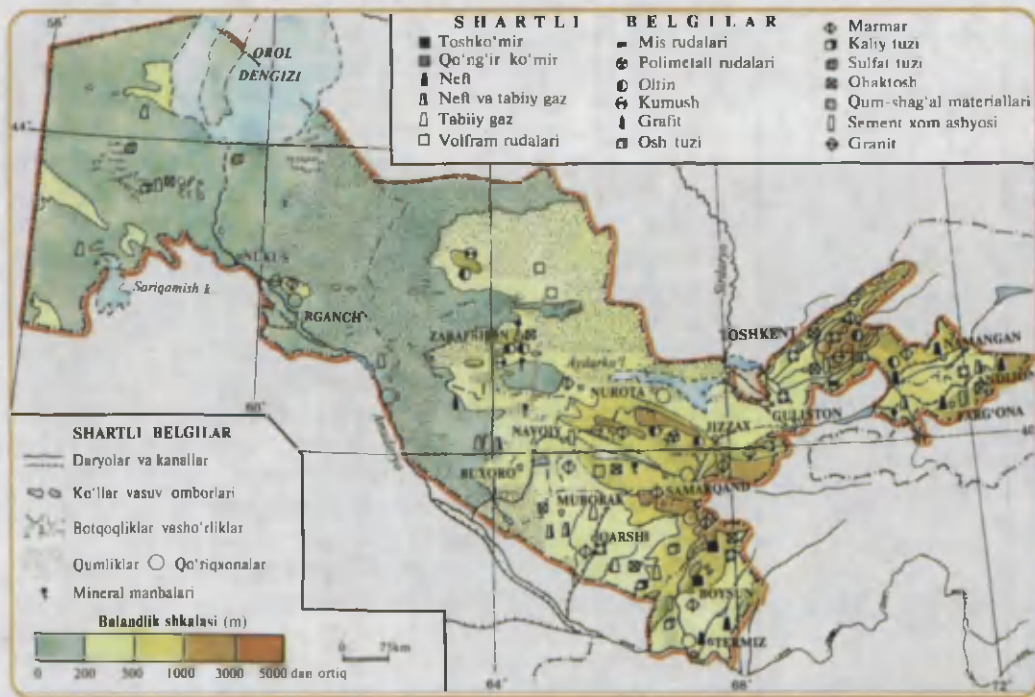 56°
SHARTLI BELGILAR
Toshko'mir
Qo'ng'ir ko'mir
Neft
Neft va tabiiy gaz
Tabiiy gaz
Volfram rudalari
Mis rudalari
Polimetall rudalari
Oltin
Kumush
Grafit
Osh tuzi
Marmar
Kaliy tuzi
Sulfat tuzi
Ohaktosh
Qum-shag'al materiallari
Sement xom ashyosi
Granit
OROL
DENGIZI
44°
NUKUS
Sariqamish k.
RGANCH
ZARAFSHON
Aydarko'l
Sirdaryo
OSHKENT
NAMANGAN
ANDIJON
FARG'ONA
NUROTA
GULISTON
NAVOIY
JIZZAX
40
60°
Amudaryo
BUXORO
MUBORAK
SAMARQAND
QARSHI
BOYSUN
TERMIZ
64°
68°
72°
SHARTLI BELGILAR
Daryolar va kanallar
Ko'llar vasuv omborlari
Botqoqliklar vasho'rliklar
Qumliklar Qo'riqxonalar
Mineral manbalari
Balandlik shkalasi (m)
0 200 500 1000 3000 5000 dan ortiq
0 75km